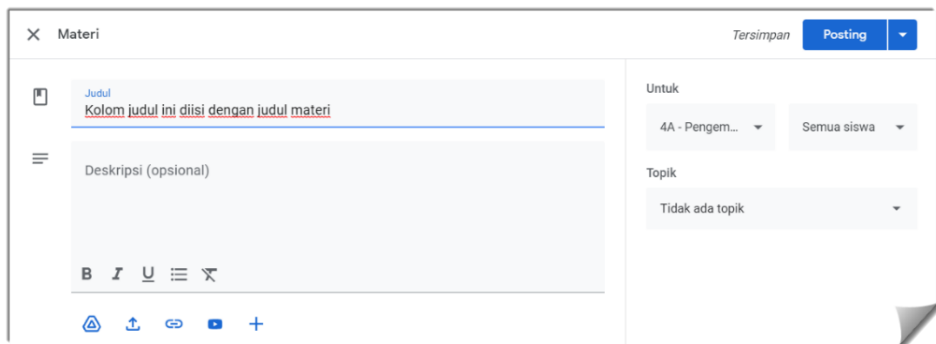 Materi
Tersimpan
Posting
Judul
Kolom judul ini diisi dengan judul materi
Deskripsi (opsional)
B I U
Untuk
4A - Pengem...
Semua siswa
Topik
Tidak ada topik